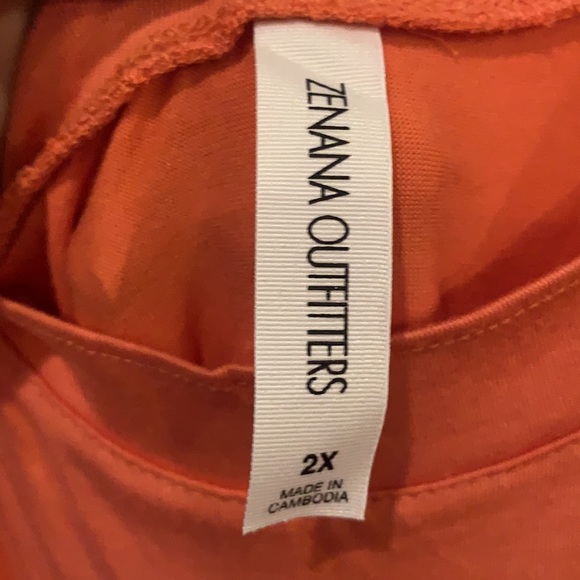 ZENANA OUTFITTERS
2X
MADE IN
CAMBODIA